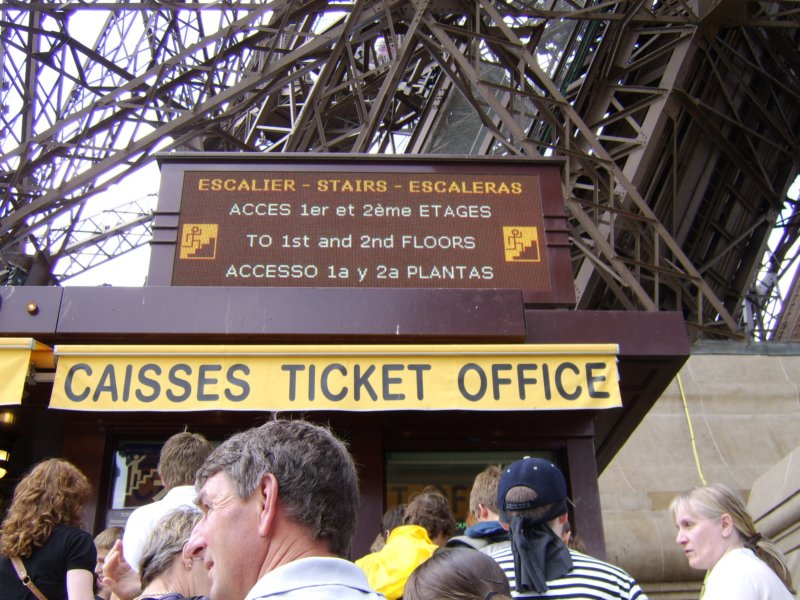 ESCALIER - STAIRS - ESCALERAS
ACCES 1er et 2ème ETAGES
TO 1st and 2nd FLOORS
ACCESSO 1a y 2a PLANTAS
CAISSES TICKET OFFICE